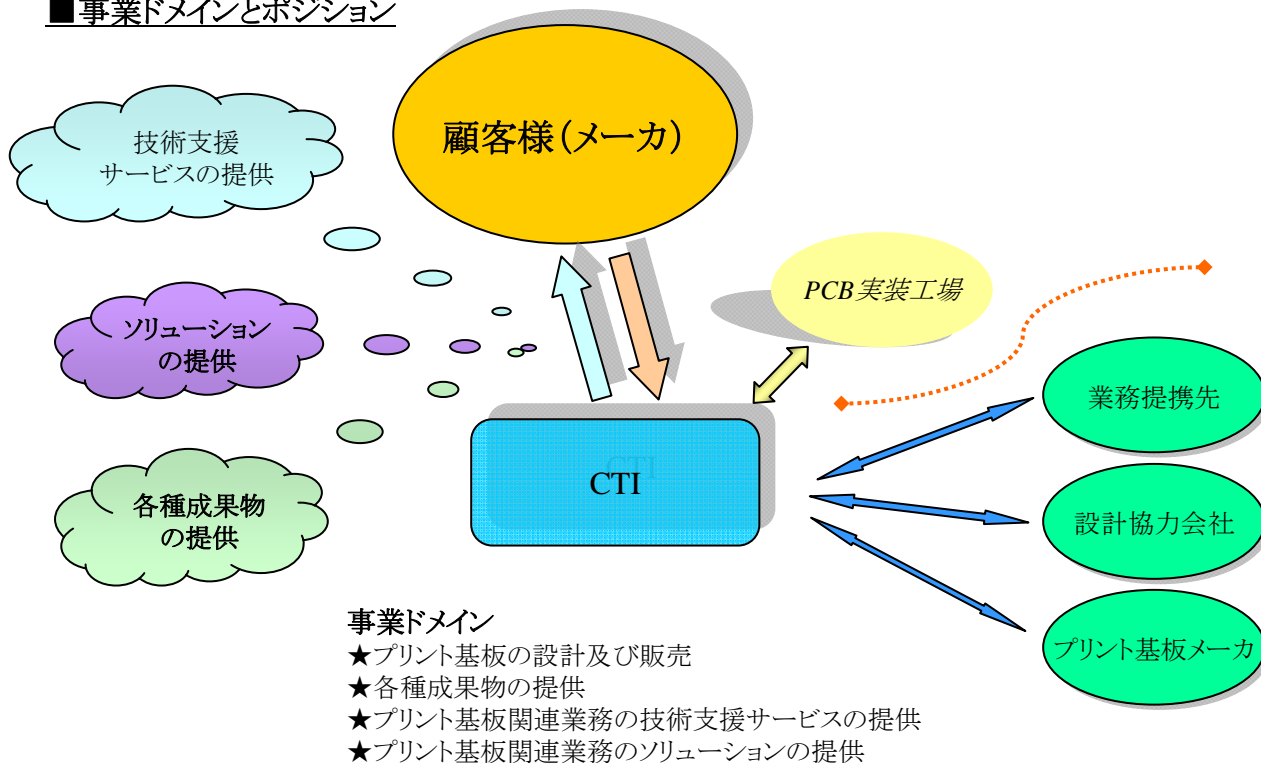 ■事業ドメインとポジション
顧客様(メーカ)
技術支援
サービスの提供
PCB実装工場
ソリューション
の提供
業務提携先
CTI
CTI
各種成果物
の提供
設計協力会社
プリント基板メーカ
事業ドメイン
★プリント基板の設計及び販売
★各種成果物の提供
★プリント基板関連業務の技術支援サービスの提供
★プリント基板関連業務のソリューションの提供